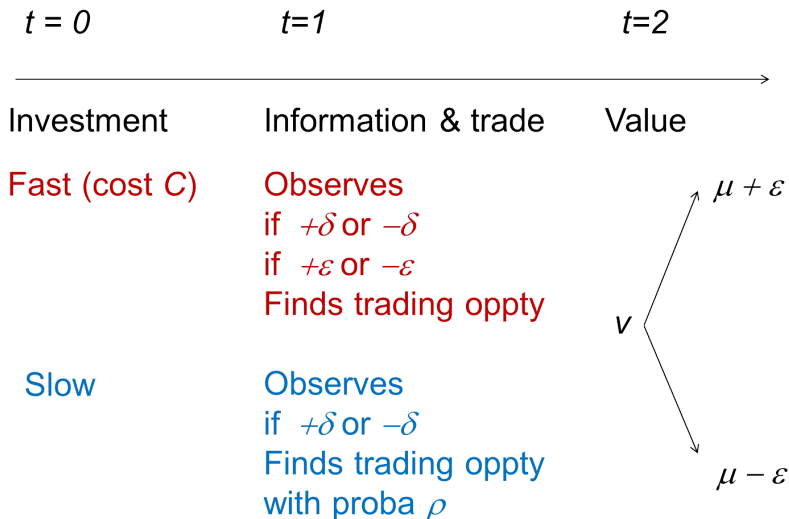 t = 0 t=1 t=2
Investment Information & trade Value
Fast (cost C) Observes
if +δ or −δ
if +ε or −ε
Finds trading oppty
μ + ε
v
μ − ε
Slow Observes
if +δ or −δ
Finds trading oppty
with proba ρ